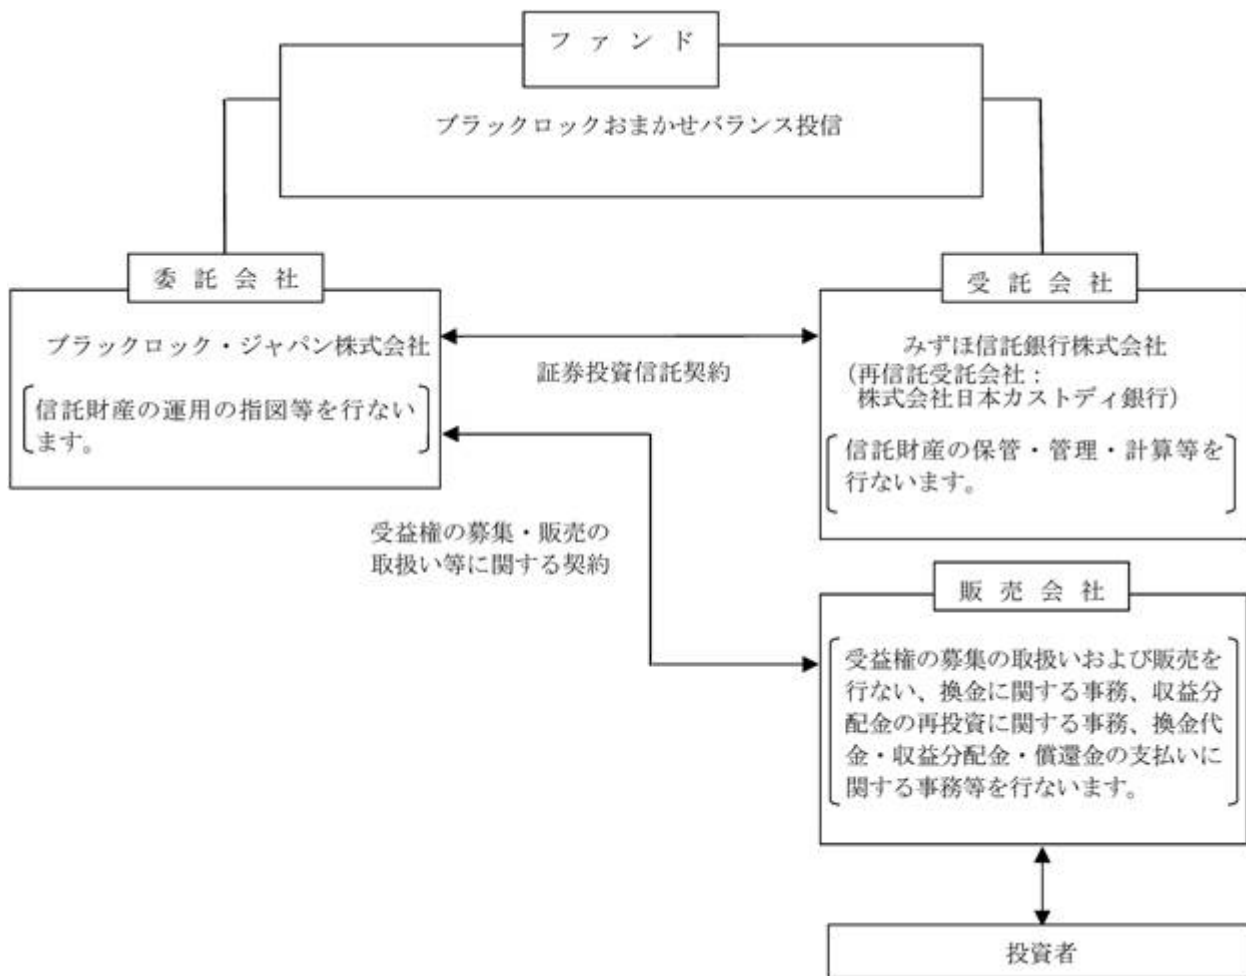 ファンド
ブラックロックおまかせバランス投信
委託会社
ブラックロック・ジャパン株式会社
信託財産の運用の指図等を行ない
ます。
証券投資信託契約
受託会社
みずほ信託銀行株式会社
(再信託受託会社:
株式会社日本カストディ銀行)
信託財産の保管・管理・計算等を
行ないます。
受益権の募集・販売の
取扱い等に関する契約
販売会社
受益権の募集の取扱いおよび販売を
行ない、換金に関する事務、収益分
配金の再投資に関する事務、換金代
金・収益分配金・償還金の支払いに
関する事務等を行ないます。
投資者